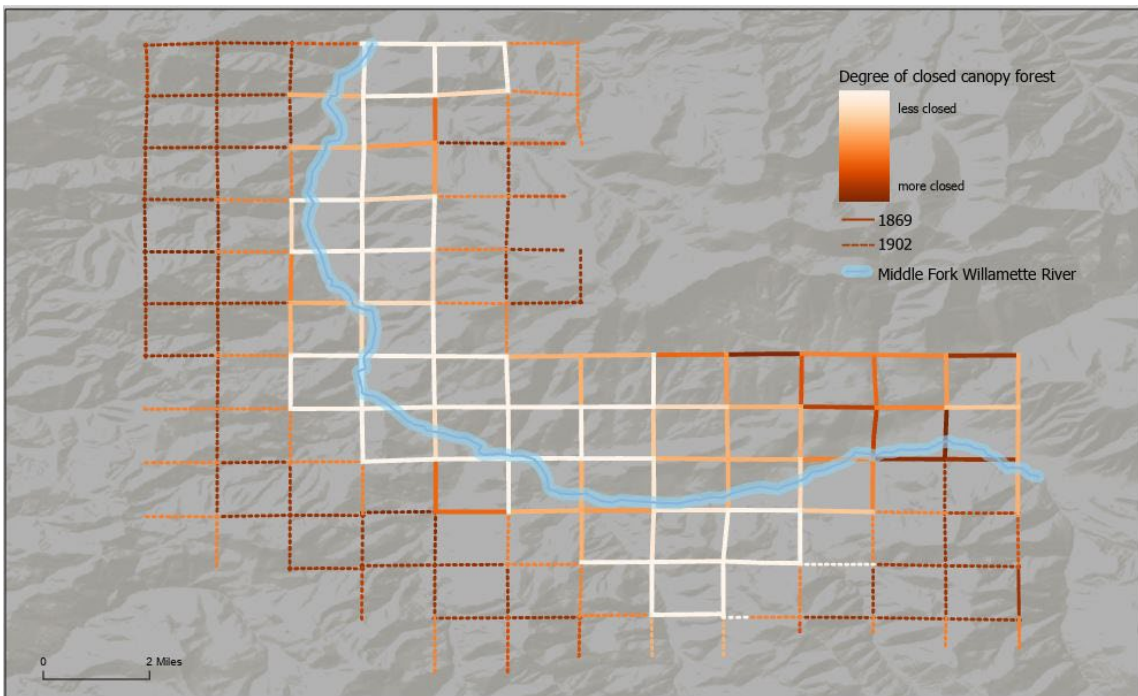 Degree of closed canopy forest
less closed
more closed
1869
1902
Middle Fork Willamette River
0 2 Miles